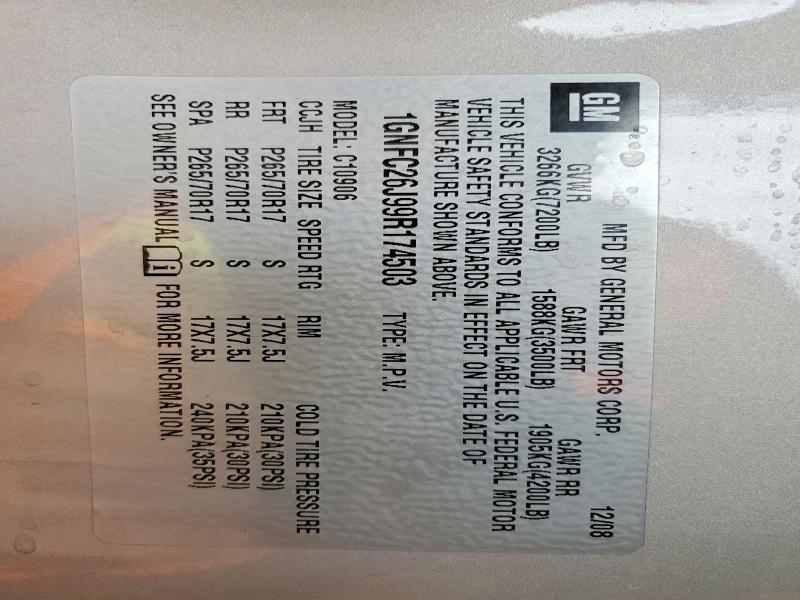 GM
MFD BY GENERAL MOTORS CORP. 12/08
GVWR GAWR FRT GAWR RR
3266KG(7200LB) 1588KG(3500LB) 1905KG(4200LB)
THIS VEHICLE CONFORMS TO ALL APPLICABLE U.S. FEDERAL MOTOR
VEHICLE SAFETY STANDARDS IN EFFECT ON THE DATE OF
MANUFACTURE SHOWN ABOVE.
1GNFC26J99R174503 TYPE: M.P.V.
MODEL: C10906
CCJH TIRE SIZE SPEED RTG RIM COLD TIRE PRESSURE
FRT P265/70R17 S 17X7.5J 210KPA(30PSI)
RR P265/70R17 S 17X7.5J 210KPA(30PSI)
SPA P265/70R17 S 17X7.5J 240KPA(35PSI)
SEE OWNER'S MANUAL FOR MORE INFORMATION.